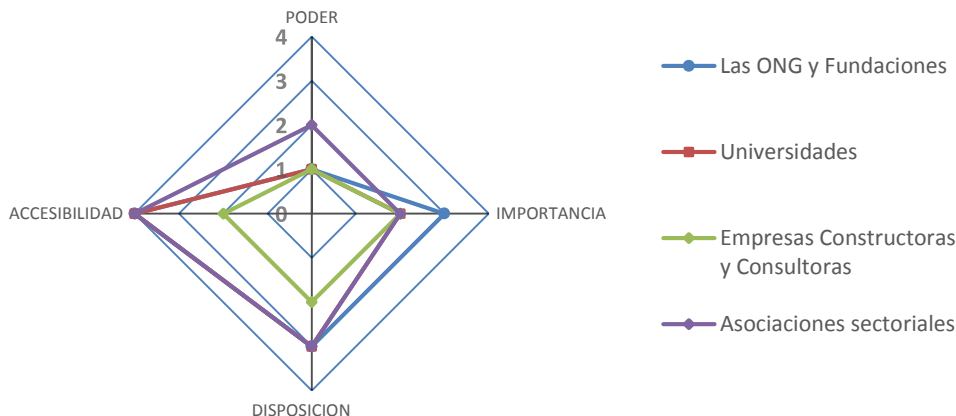 PODER
4
3
2
1
0
ACCESIBILIDAD
IMPORTANCIA
DISPOSICION
Las ONG y Fundaciones
Universidades
Empresas Constructoras
y Consultoras
Asociaciones sectoriales